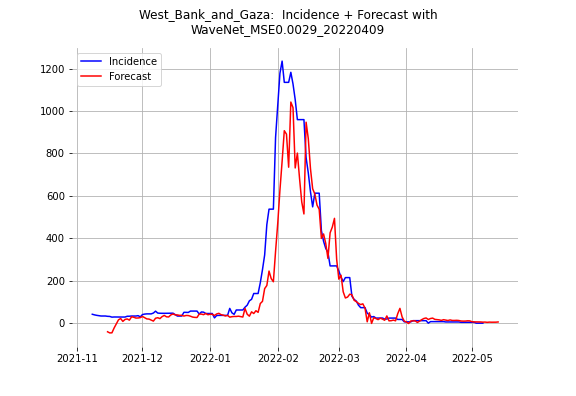 West_Bank_and_Gaza:  Incidence + Forecast with
WaveNet_MSE0.0029_20220409
Incidence
Forecast
1200
1000
800
600
400
200
0
2021-11 2021-12 2022-01 2022-02 2022-03 2022-04 2022-05